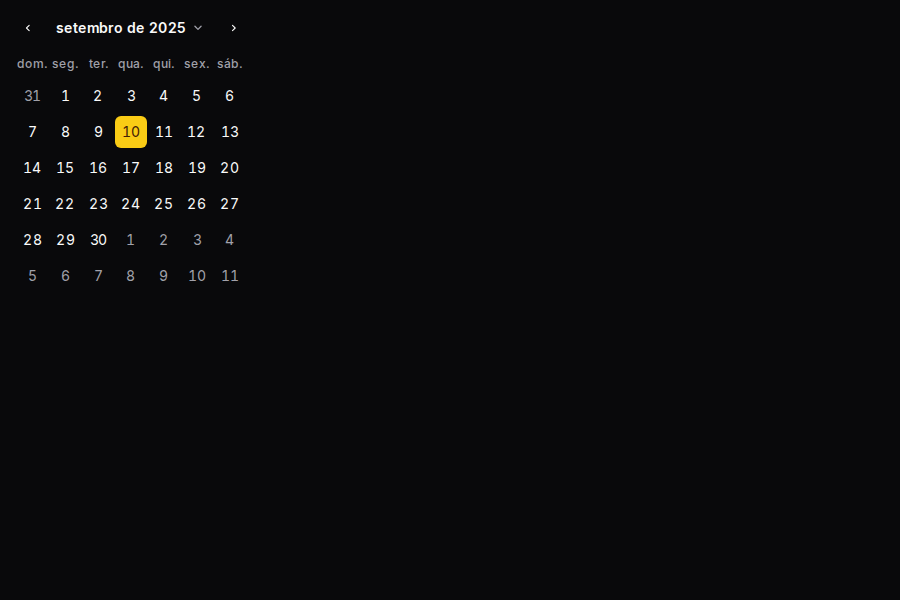 setembro de 2025
dom. seg. ter. qua. qui. sex. sáb.
31 1 2 3 4 5 6
7 8 9 10 11 12 13
14 15 16 17 18 19 20
21 22 23 24 25 26 27
28 29 30 1 2 3 4
5 6 7 8 9 10 11